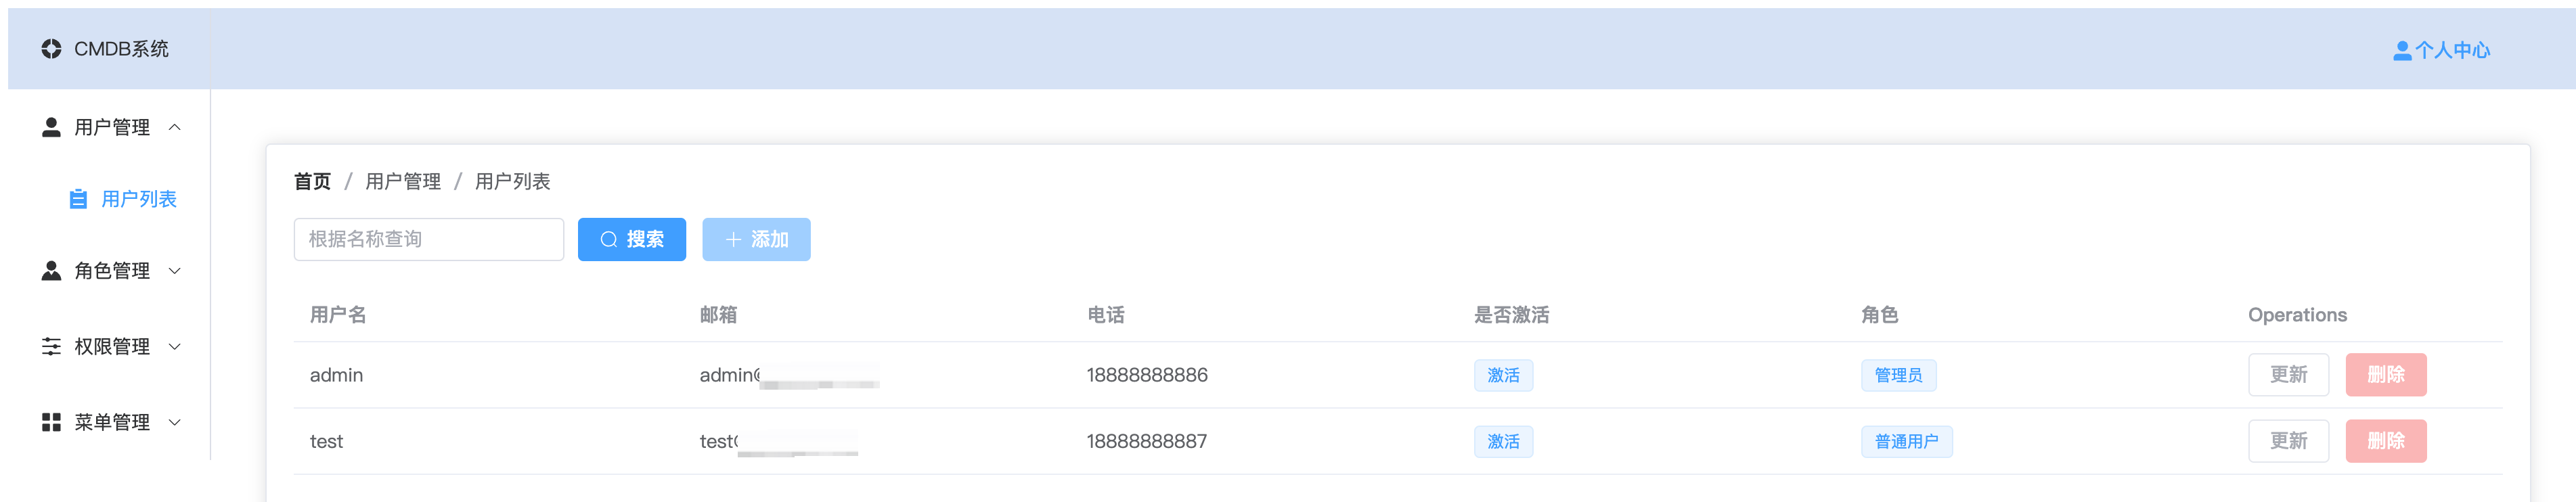 CMDB系统
个人中心
用户管理
用户列表
角色管理
权限管理
菜单管理
首页 / 用户管理 / 用户列表
根据名称查询 搜索 添加
用户名 邮箱 电话 是否激活 角色 Operations
admin admin@ 18888888886 激活 管理员 更新 删除
test test@ 18888888887 激活 普通用户 更新 删除